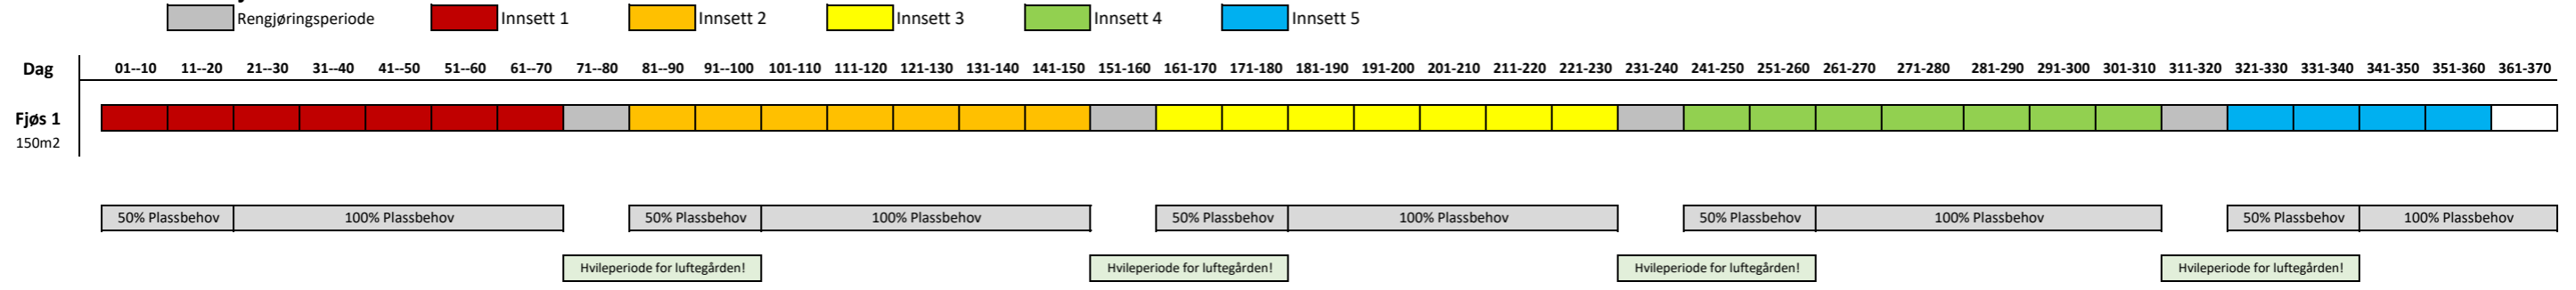 Rengjøringsperiode Innsett 1 Innsett 2 Innsett 3 Innsett 4 Innsett 5
Dag 01--10 11--20 21--30 31--40 41--50 51--60 61--70 71--80 81--90 91--100 101-110 111-120 121-130 131-140 141-150 151-160 161-170 171-180 181-190 191-200 201-210 211-220 221-230 231-240 241-250 251-260 261-270 271-280 281-290 291-300 301-310 311-320 321-330 331-340 341-350 351-360 361-370
Fjøs 1
150m2
50% Plassbehov 100% Plassbehov 50% Plassbehov 100% Plassbehov 50% Plassbehov 100% Plassbehov 50% Plassbehov 100% Plassbehov 50% Plassbehov 100% Plassbehov
Hvileperiode for luftegården! Hvileperiode for luftegården! Hvileperiode for luftegården! Hvileperiode for luftegården!